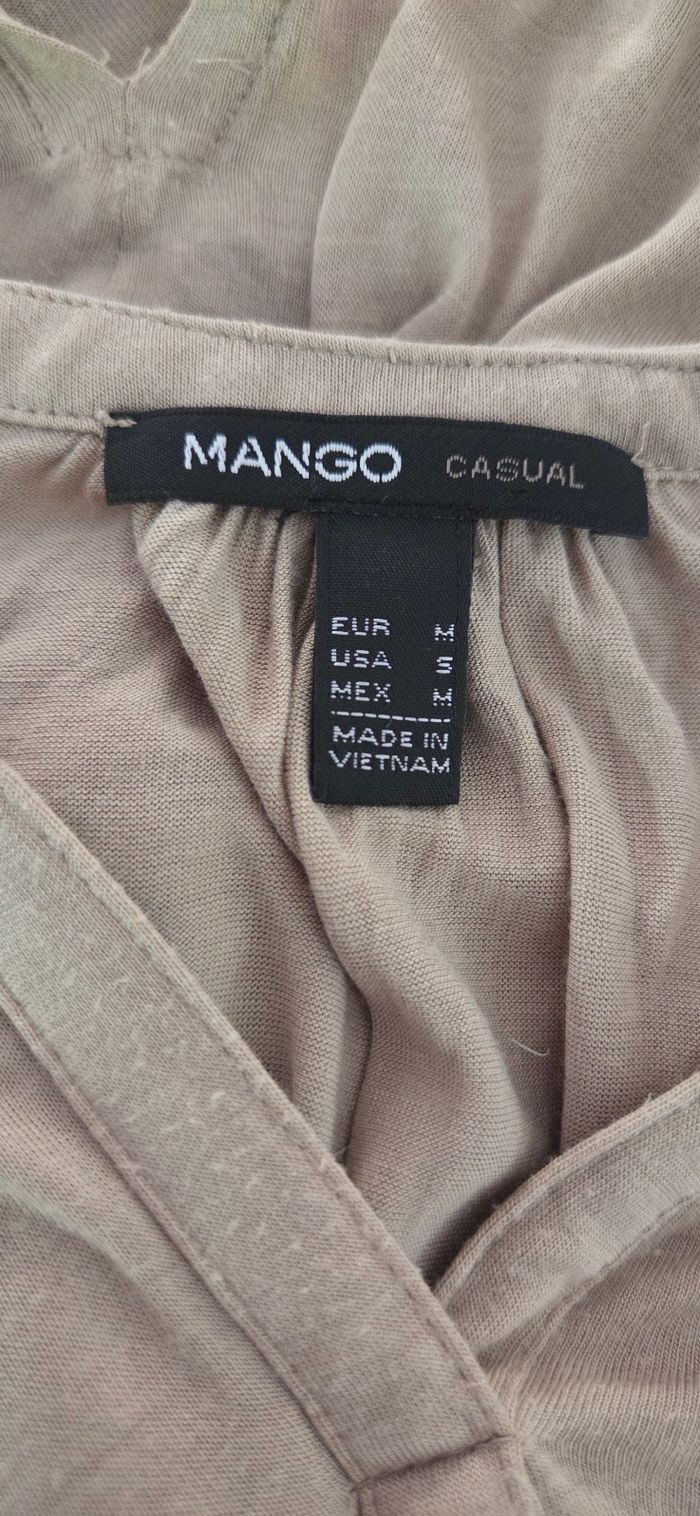 MANGO CASUAL
EUR M
USA S
MEX M
MADE IN
VIETNAM